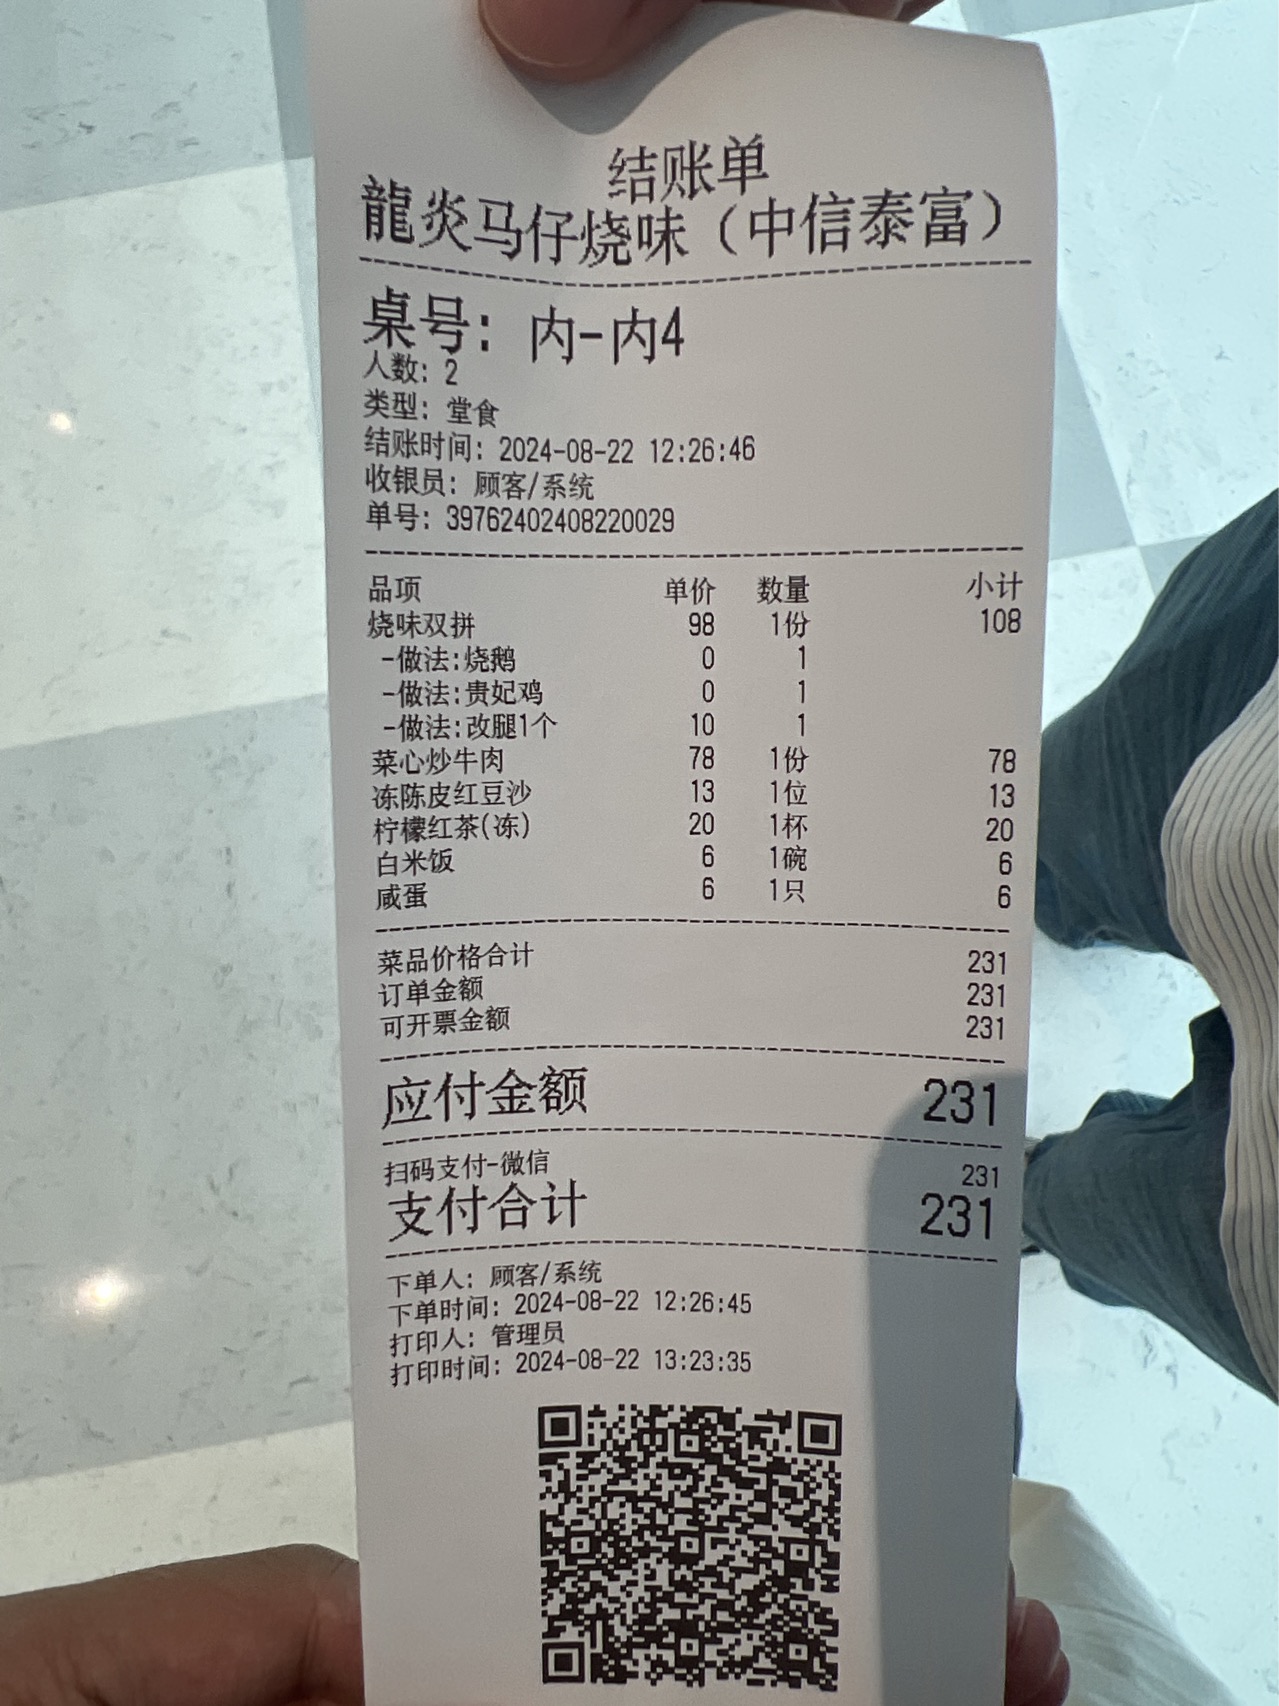 结账单
龍炎马仔烧味（中信泰富）
桌号：内-内4
人数：2
类型：堂食
结账时间：2024-08-22 12:26:46
收银员：顾客/系统
单号：39762402408220029
品项 单价 数量 小计
烧味双拼 98 1份 108
-做法:烧鹅 0 1
-做法:贵妃鸡 0 1
-做法:改腿1个 10 1
菜心炒牛肉 78 1份 78
冻陈皮红豆沙 13 1位 13
柠檬红茶(冻) 20 1杯 20
白米饭 6 1碗 6
咸蛋 6 1只 6
菜品价格合计 231
订单金额 231
可开票金额 231
应付金额 231
扫码支付-微信 231
支付合计 231
下单人：顾客/系统
下单时间：2024-08-22 12:26:45
打印人：管理员
打印时间：2024-08-22 13:23:35